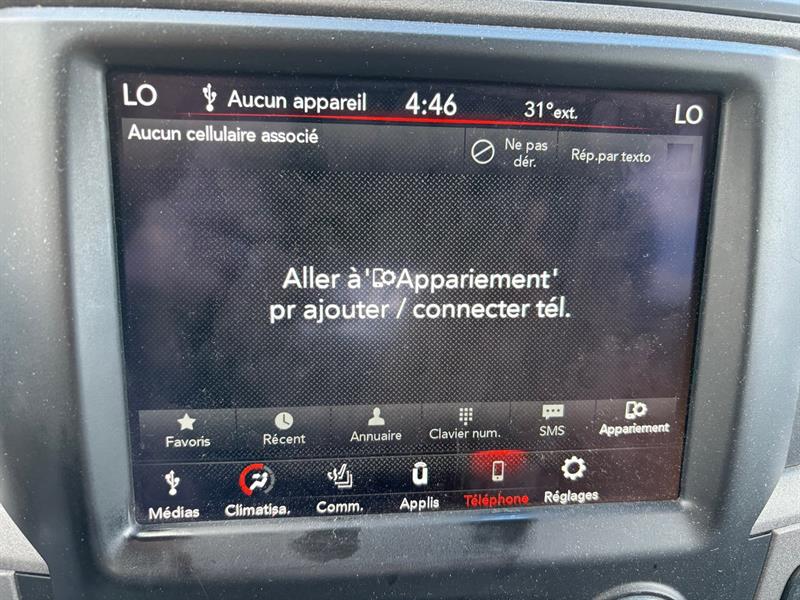 LO Aucun appareil 4:46 31°ext. LO
Aucun cellulaire associé
Ne pas
dér.
Rép.par texto
Aller à 'Appariement'
pr ajouter / connecter tél.
Favoris Récent Annuaire Clavier num. SMS Appariement
Médias Climatisa. Comm. Applis Téléphone Réglages